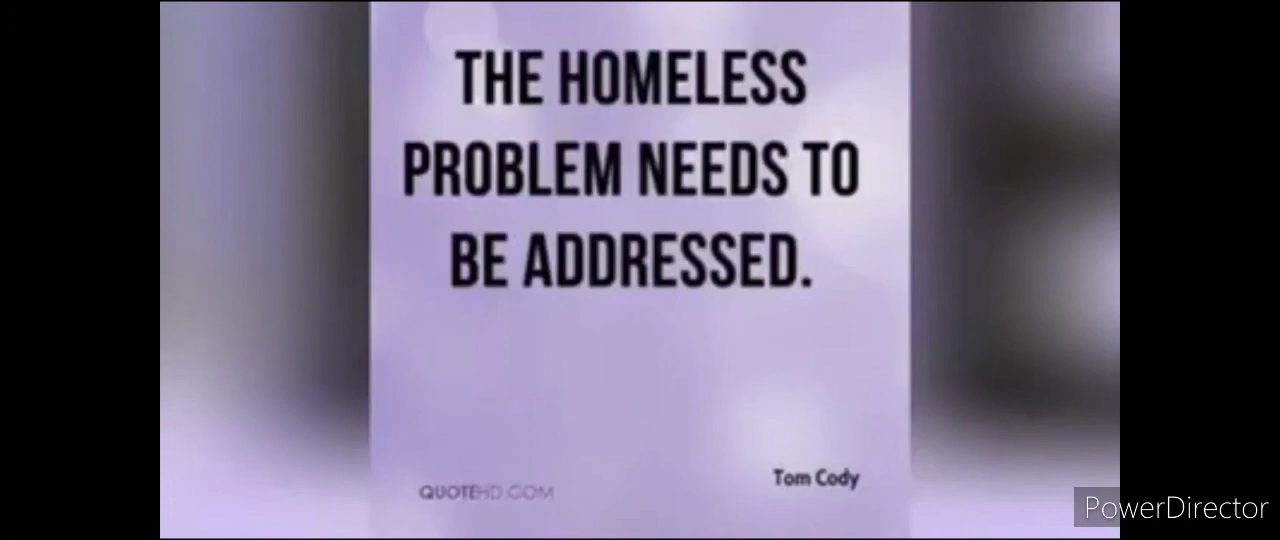 THE HOMELESS
PROBLEM NEEDS TO
BE ADDRESSED.
Tom Cody
QUOTEHD.COM
PowerDirector